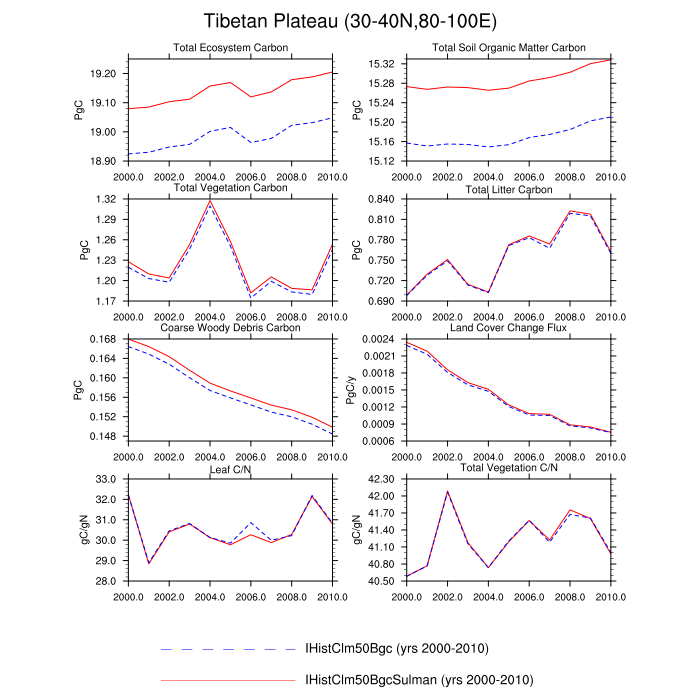 Tibetan Plateau (30-40N,80-100E)
Total Ecosystem Carbon
PgC
19.20
19.10
19.00
18.90
2000.0 2002.0 2004.0 2006.0 2008.0 2010.0
Total Soil Organic Matter Carbon
PgC
15.32
15.28
15.24
15.20
15.16
15.12
2000.0 2002.0 2004.0 2006.0 2008.0 2010.0
Total Vegetation Carbon
PgC
1.32
1.29
1.26
1.23
1.20
1.17
2000.0 2002.0 2004.0 2006.0 2008.0 2010.0
Total Litter Carbon
PgC
0.840
0.810
0.780
0.750
0.720
0.690
2000.0 2002.0 2004.0 2006.0 2008.0 2010.0
Coarse Woody Debris Carbon
PgC
0.168
0.164
0.160
0.156
0.152
0.148
2000.0 2002.0 2004.0 2006.0 2008.0 2010.0
Land Cover Change Flux
PgC/y
0.0024
0.0021
0.0018
0.0015
0.0012
0.0009
0.0006
2000.0 2002.0 2004.0 2006.0 2008.0 2010.0
Leaf C/N
gC/gN
33.0
32.0
31.0
30.0
29.0
28.0
2000.0 2002.0 2004.0 2006.0 2008.0 2010.0
Total Vegetation C/N
gC/gN
42.30
42.00
41.70
41.40
41.10
40.80
40.50
2000.0 2002.0 2004.0 2006.0 2008.0 2010.0
IHistClm50Bgc (yrs 2000-2010)
IHistClm50BgcSulman (yrs 2000-2010)